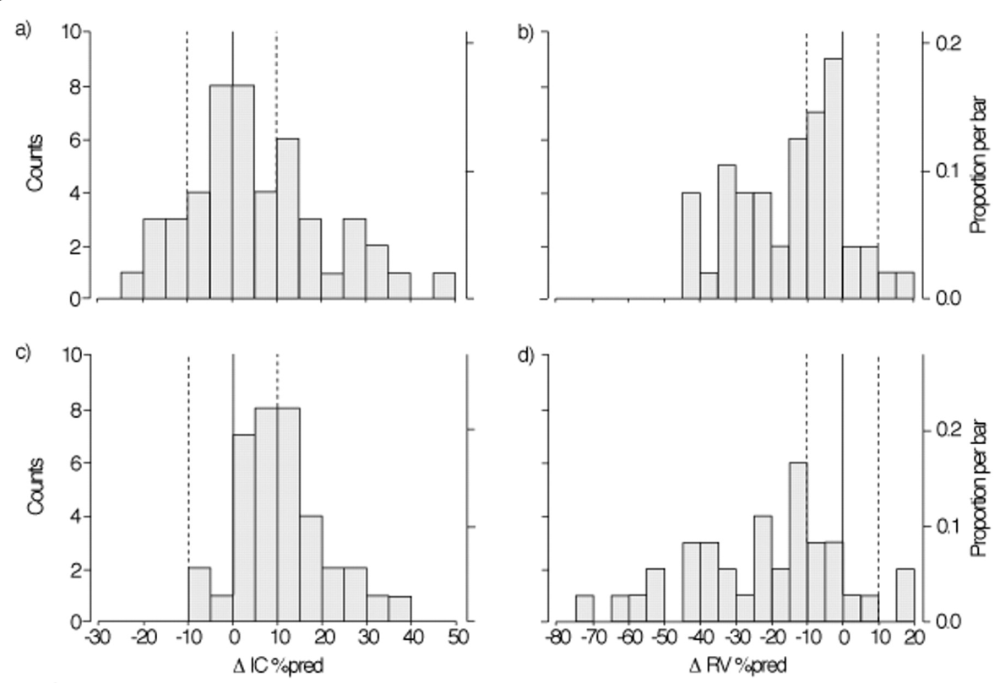 a)
10
8
6
4
2
0
Counts
b)
0.2
0.1
0.0
Proportion per bar
c)
10
8
6
4
2
0
Counts
-30 -20 -10 0 10 20 30 40 50
Δ IC %pred
d)
0.2
0.1
0.0
Proportion per bar
-80 -70 -60 -50 -40 -30 -20 -10 0 10 20
Δ RV %pred